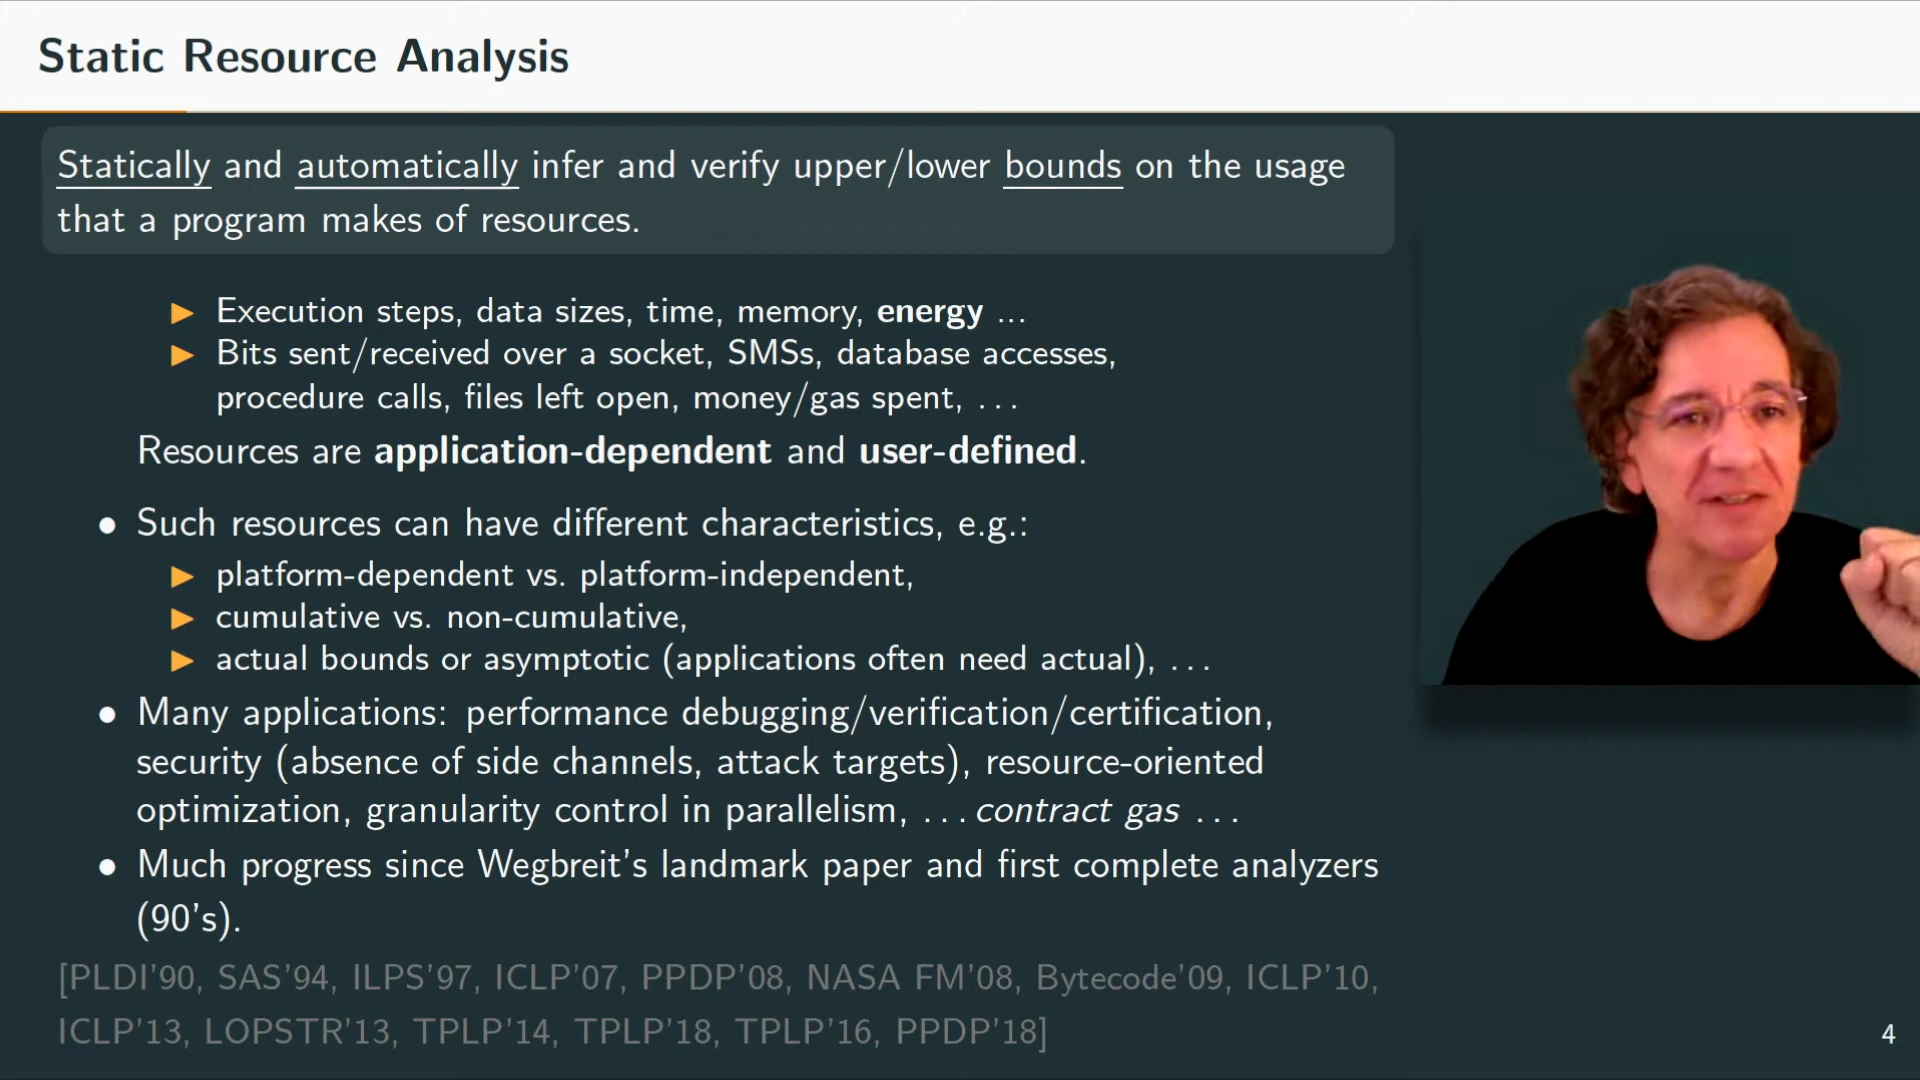 Static Resource Analysis
Statically and automatically infer and verify upper/lower bounds on the usage
that a program makes of resources.
▶ Execution steps, data sizes, time, memory, energy ...
▶ Bits sent/received over a socket, SMSs, database accesses,
procedure calls, files left open, money/gas spent, ...
Resources are application-dependent and user-defined.
• Such resources can have different characteristics, e.g.:
▶ platform-dependent vs. platform-independent,
▶ cumulative vs. non-cumulative,
▶ actual bounds or asymptotic (applications often need actual), ...
• Many applications: performance debugging/verification/certification,
security (absence of side channels, attack targets), resource-oriented
optimization, granularity control in parallelism, ... contract gas ...
• Much progress since Wegbreit's landmark paper and first complete analyzers
(90's).
[PLDI'90, SAS'94, ILPS'97, ICLP'07, PPDP'08, NASA FM'08, Bytecode'09, ICLP'10,
ICLP'13, LOPSTR'13, TPLP'14, TPLP'18, TPLP'16, PPDP'18]
4